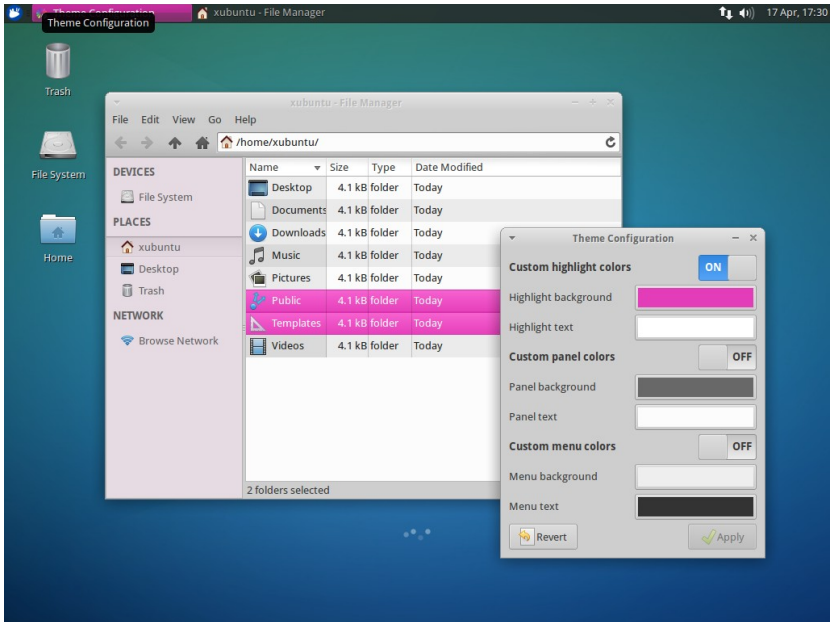 Theme Configuration
xubuntu - File Manager
17 Apr, 17:30
Theme Configuration
Trash
File System
Home
xubuntu - File Manager
File Edit View Go Help
/home/xubuntu/
DEVICES
File System
PLACES
xubuntu
Desktop
Trash
NETWORK
Browse Network
Name Size Type Date Modified
Desktop 4.1 kB folder Today
Documents 4.1 kB folder Today
Downloads 4.1 kB folder Today
Music 4.1 kB folder Today
Pictures 4.1 kB folder Today
Public 4.1 kB folder Today
Templates 4.1 kB folder Today
Videos 4.1 kB folder Today
2 folders selected
Theme Configuration
Custom highlight colors ON
Highlight background
Highlight text
Custom panel colors OFF
Panel background
Panel text
Custom menu colors OFF
Menu background
Menu text
Revert Apply